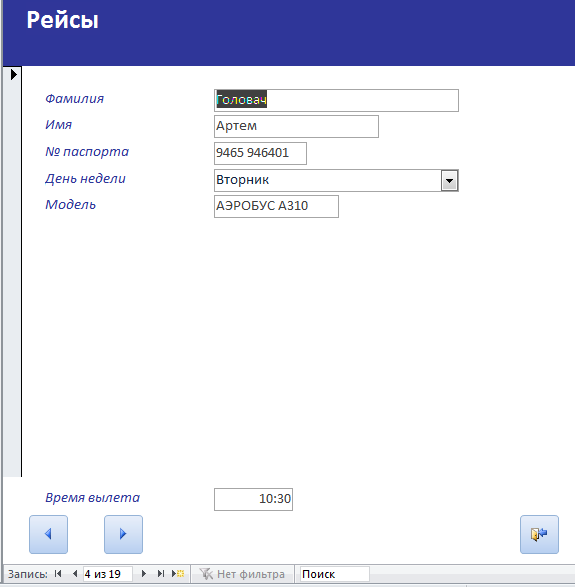 Рейсы
Фамилия Головач
Имя Артем
№ паспорта 9465 946401
День недели Вторник
Модель АЭРОБУС А310
Время вылета 10:30
Запись: 4 из 19 Нет фильтра Поиск